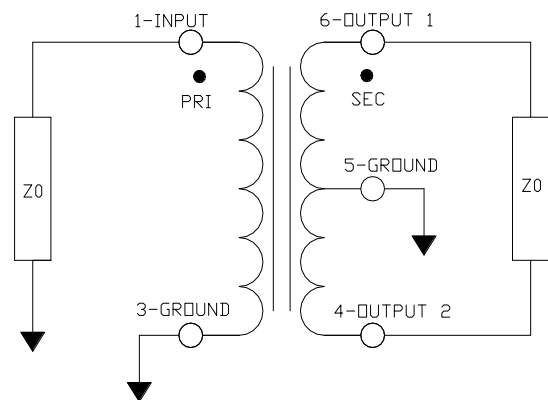 1-INPUT
6-OUTPUT 1
PRI
SEC
5-GROUND
Z0
Z0
3-GROUND
4-OUTPUT 2